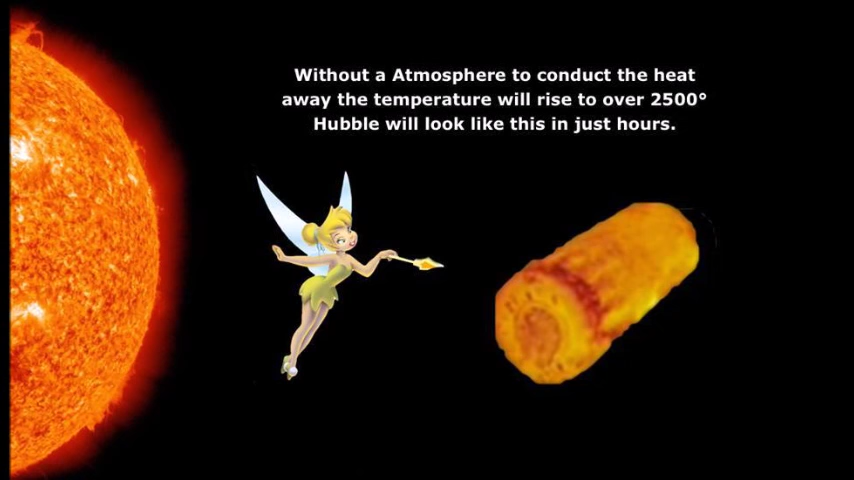 Without a Atmosphere to conduct the heat
away the temperature will rise to over 2500°
Hubble will look like this in just hours.